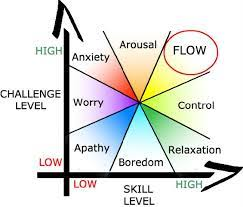 HIGH
Arousal
FLOW
Anxiety
CHALLENGE
LEVEL
Worry
Control
Apathy
Relaxation
LOW
Boredom
LOW
SKILL
LEVEL
HIGH